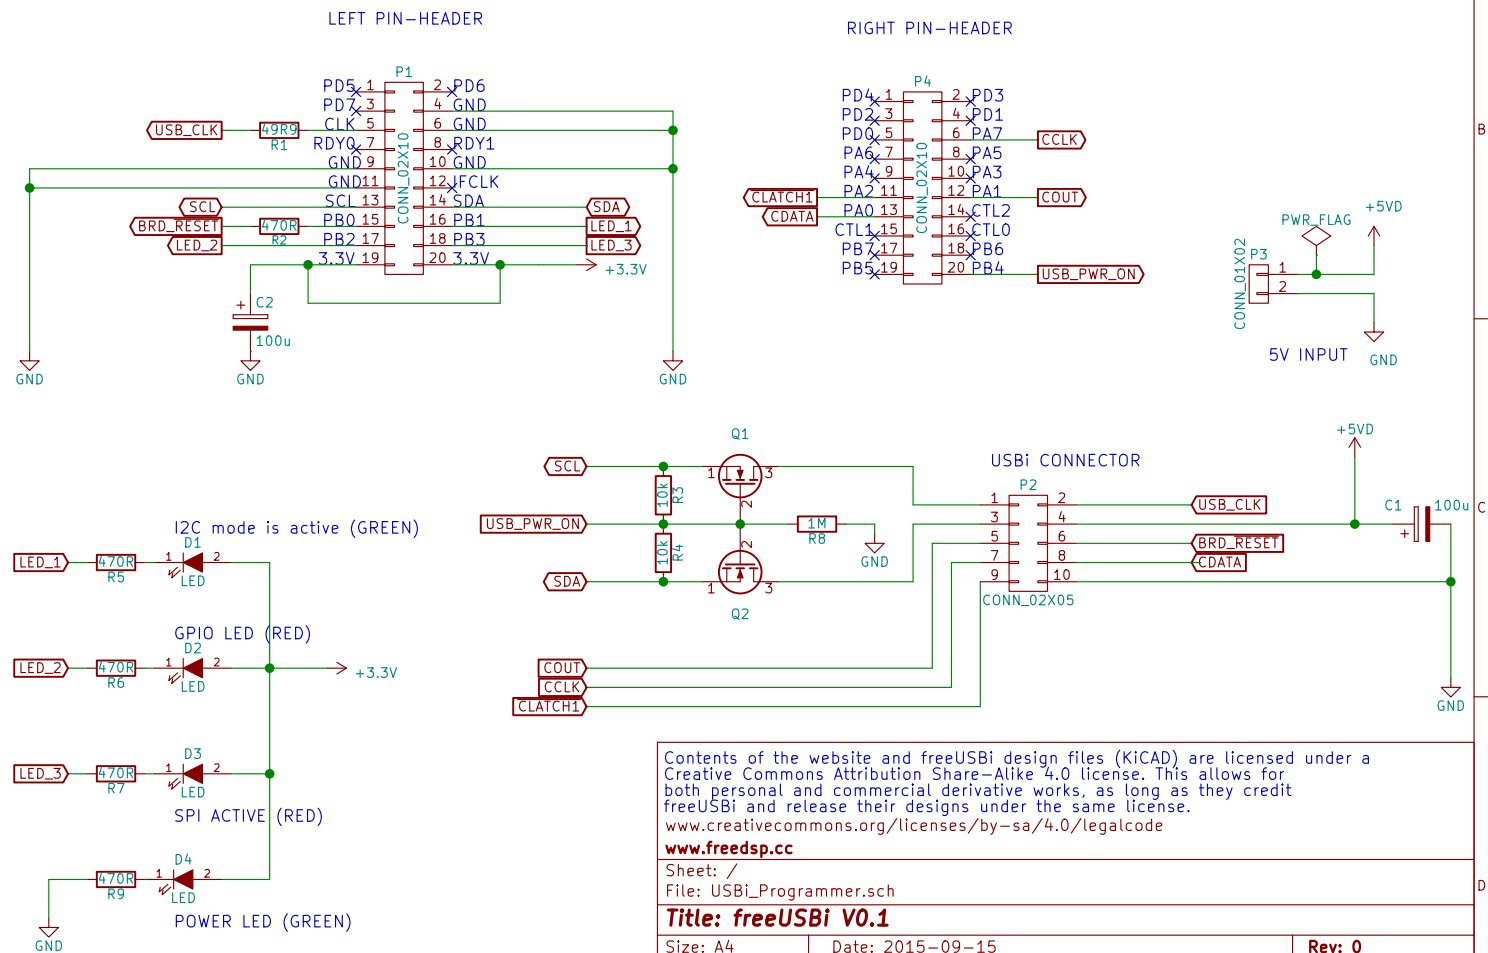 LEFT PIN-HEADER
P1
PD5 1 2 PD6
PD7 3 4 GND
USB_CLK 49R9 R1 CLK 5 6 GND
RDY0 7 8 RDY1
GND 9 10 GND
GND 11 12 IFCLK
SCL SCL 13 14 SDA SDA
BRD_RESET 470R R2 PB0 15 16 PB1 LED_1
LED_2 PB2 17 18 PB3 LED_3
3.3V 19 20 3.3V +3.3V
CONN_02X10
+ C2
100u
GND
GND
GND
RIGHT PIN-HEADER
P4
PD4 1 2 PD3
PD2 3 4 PD1
PD0 5 6 PA7 CCLK
PA6 7 8 PA5
PA4 9 10 PA3
CLATCH1 PA2 11 12 PA1 COUT
CDATA PA0 13 14 CTL2
CTL1 15 16 CTL0
PB7 17 18 PB6
PB5 19 20 PB4 USB_PWR_ON
CONN_02X10
+5VD
PWR_FLAG
P3
1
2
CONN_01X02
GND
5V INPUT
B
I2C mode is active (GREEN)
LED_1 470R R5 1 D1 2 LED
GPIO LED (RED)
LED_2 470R R6 1 D2 2 LED
+3.3V
LED_3 470R R7 1 D3 2 LED
SPI ACTIVE (RED)
470R R9 1 D4 2 LED
POWER LED (GREEN)
GND
Q1
SCL 1 3
2
10k R3
USB_PWR_ON 1M R8
GND
10k R4
2
SDA 1 3
Q2
COUT
CCLK
CLATCH1
USBi CONNECTOR
P2
1 2 USB_CLK
3 4
5 6 BRD_RESET
7 8 CDATA
9 10
CONN_02X05
+5VD
C1 100u
+
GND
C
Contents of the website and freeUSBi design files (KiCAD) are licensed under a
Creative Commons Attribution Share-Alike 4.0 license. This allows for
both personal and commercial derivative works, as long as they credit
freeUSBi and release their designs under the same license.
www.creativecommons.org/licenses/by-sa/4.0/legalcode
www.freedsp.cc
Sheet: /
File: USBi_Programmer.sch
Title: freeUSBi V0.1
Size: A4 Date: 2015-09-15 Rev: 0
D